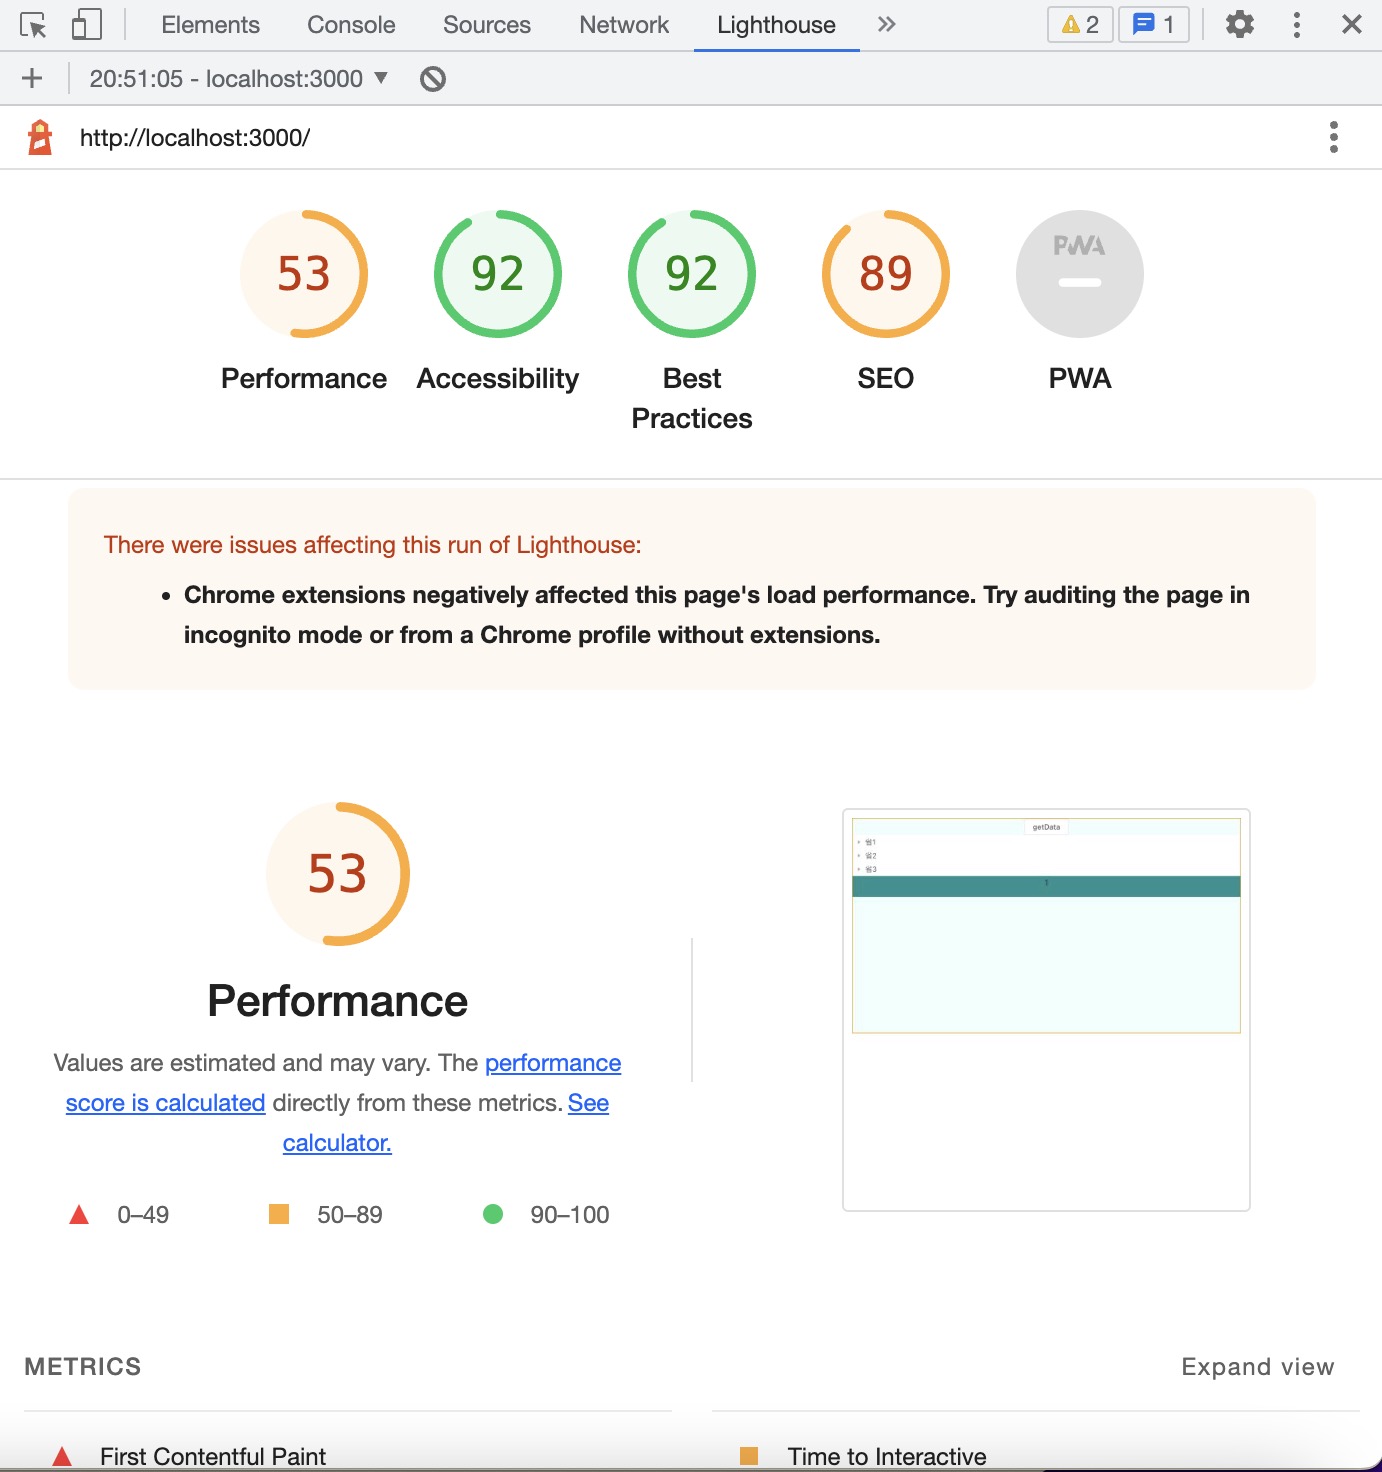 Elements Console Sources Network Lighthouse 2 1
20:51:05 - localhost:3000
http://localhost:3000/
53 92 92 89 PWA
Performance Accessibility Best Practices SEO PWA
There were issues affecting this run of Lighthouse:
Chrome extensions negatively affected this page's load performance. Try auditing the page in
incognito mode or from a Chrome profile without extensions.
53
Performance
Values are estimated and may vary. The performance
score is calculated directly from these metrics. See
calculator.
0–49 50–89 90–100
getData
1
METRICS Expand view
First Contentful Paint Time to Interactive